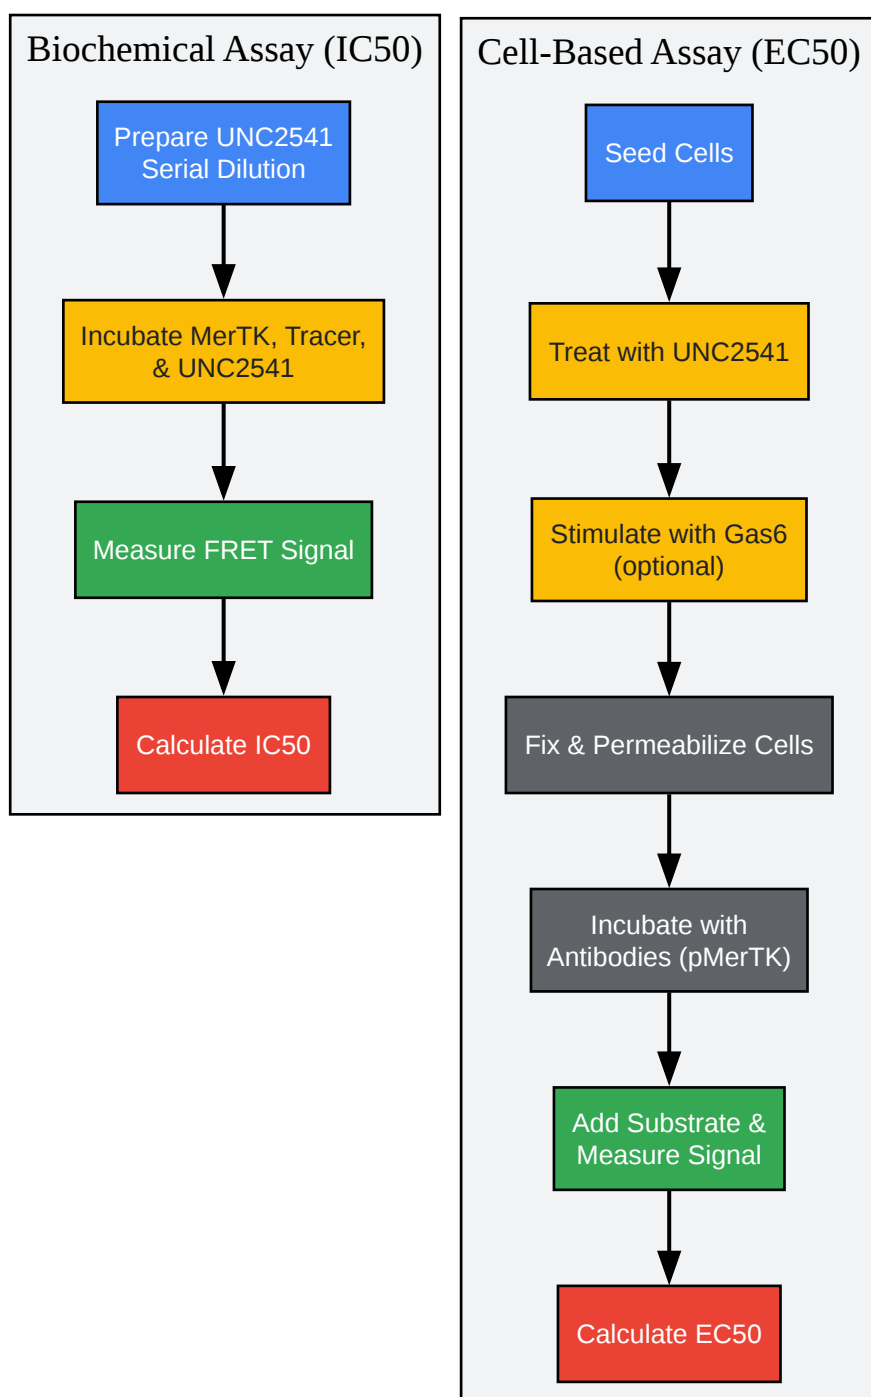 Biochemical Assay (IC50)
Prepare UNC2541
Serial Dilution
Incubate MerTK, Tracer,
& UNC2541
Measure FRET Signal
Calculate IC50
Cell-Based Assay (EC50)
Seed Cells
Treat with UNC2541
Stimulate with Gas6
(optional)
Fix & Permeabilize Cells
Incubate with
Antibodies (pMerTK)
Add Substrate &
Measure Signal
Calculate EC50